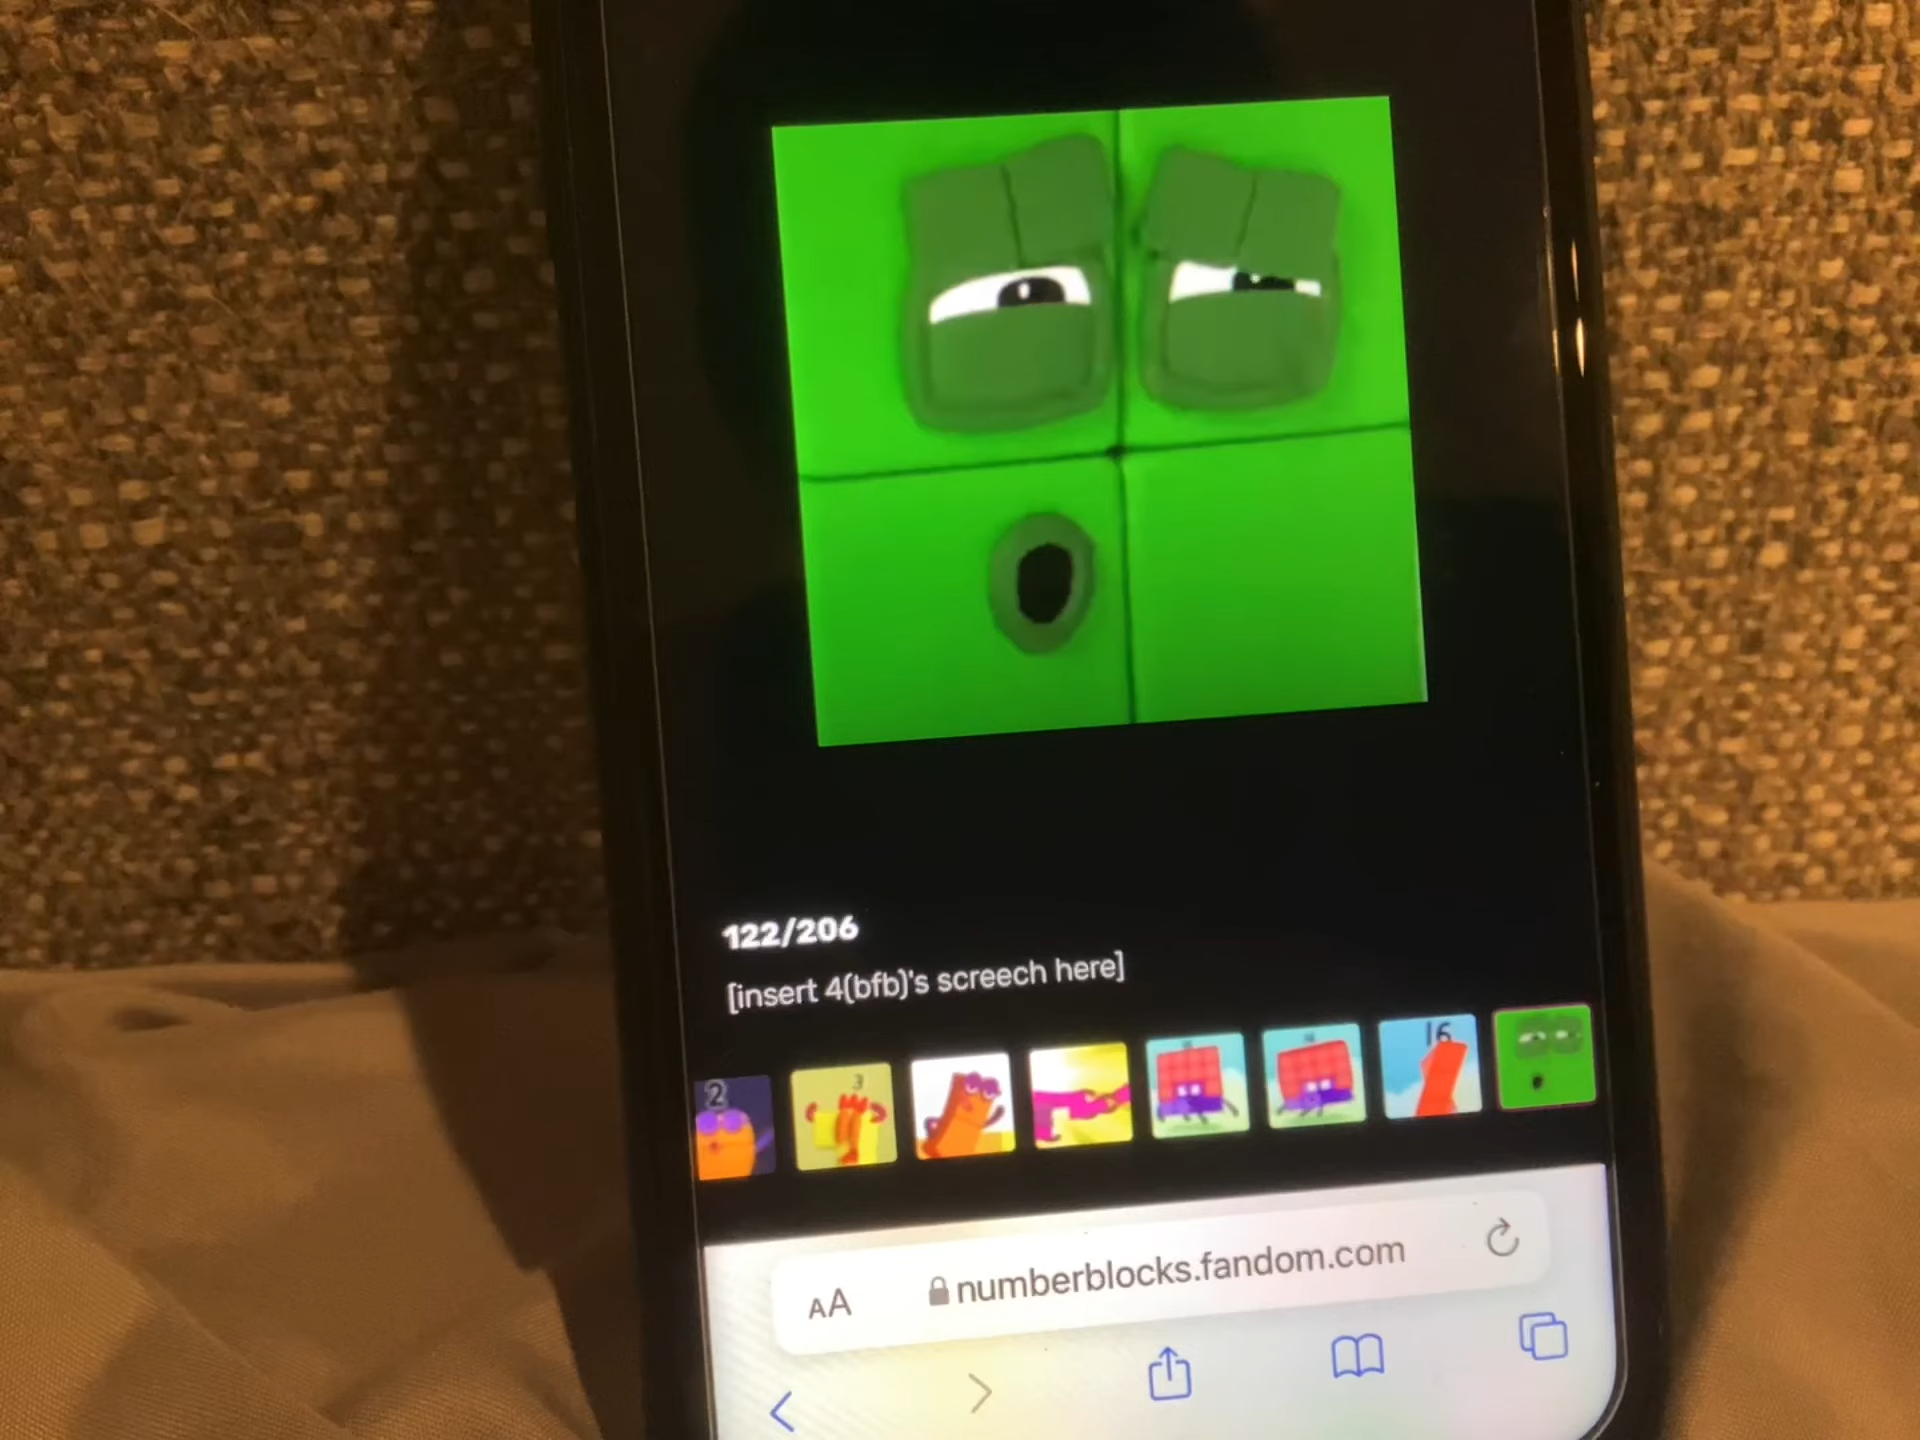 122/206
[insert 4(bfb)'s screech here]
2
3
16
AA numberblocks.fandom.com